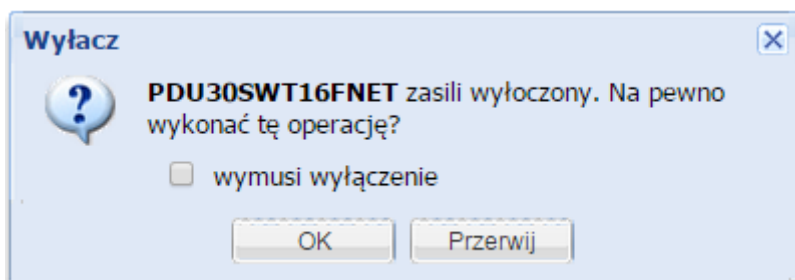 Wyłacz
PDU30SWT16FNET zasili wyłoczony. Na pewno
wykonać tę operację?
wymusi wyłączenie
OK
Przerwij